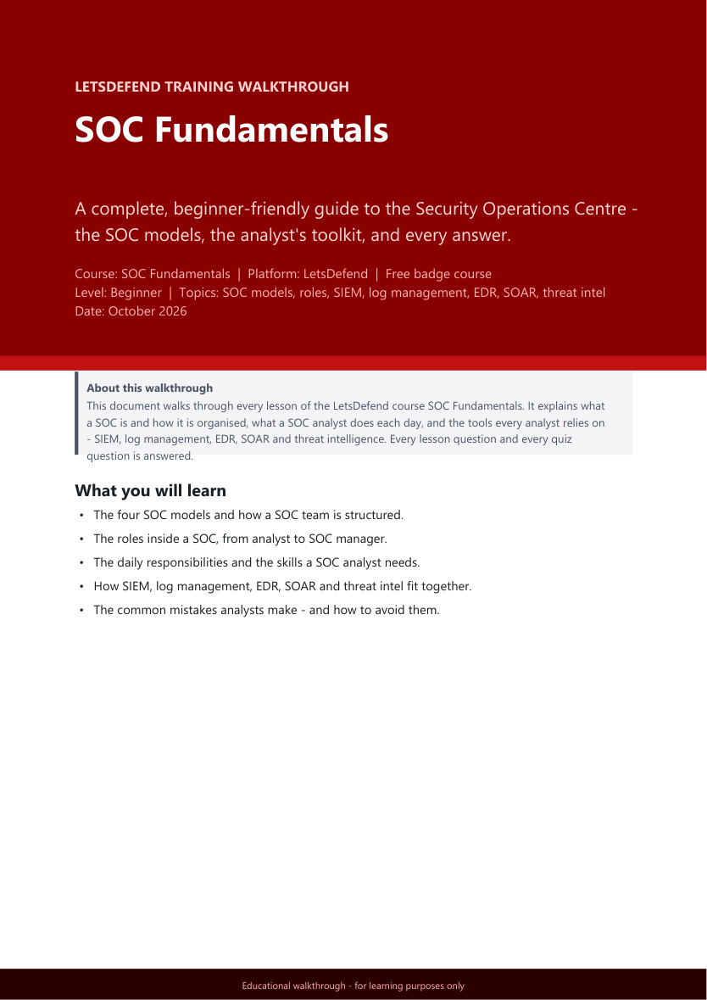 LETSDEFEND TRAINING WALKTHROUGH
SOC Fundamentals
A complete, beginner-friendly guide to the Security Operations Centre -
the SOC models, the analyst's toolkit, and every answer.
Course: SOC Fundamentals | Platform: LetsDefend | Free badge course
Level: Beginner | Topics: SOC models, roles, SIEM, log management, EDR, SOAR, threat intel
Date: October 2026
About this walkthrough
This document walks through every lesson of the LetsDefend course SOC Fundamentals. It explains what
a SOC is and how it is organised, what a SOC analyst does each day, and the tools every analyst relies on
- SIEM, log management, EDR, SOAR and threat intelligence. Every lesson question and every quiz
question is answered.
What you will learn
• The four SOC models and how a SOC team is structured.
• The roles inside a SOC, from analyst to SOC manager.
• The daily responsibilities and the skills a SOC analyst needs.
• How SIEM, log management, EDR, SOAR and threat intel fit together.
• The common mistakes analysts make - and how to avoid them.
Educational walkthrough - for learning purposes only